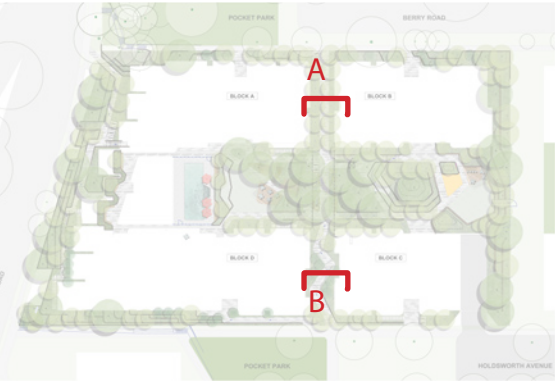 POCKET PARK
BERRY ROAD
A
BLOCK A
BLOCK B
BLOCK D
BLOCK C
B
POCKET PARK
HOLDSWORTH AVENUE